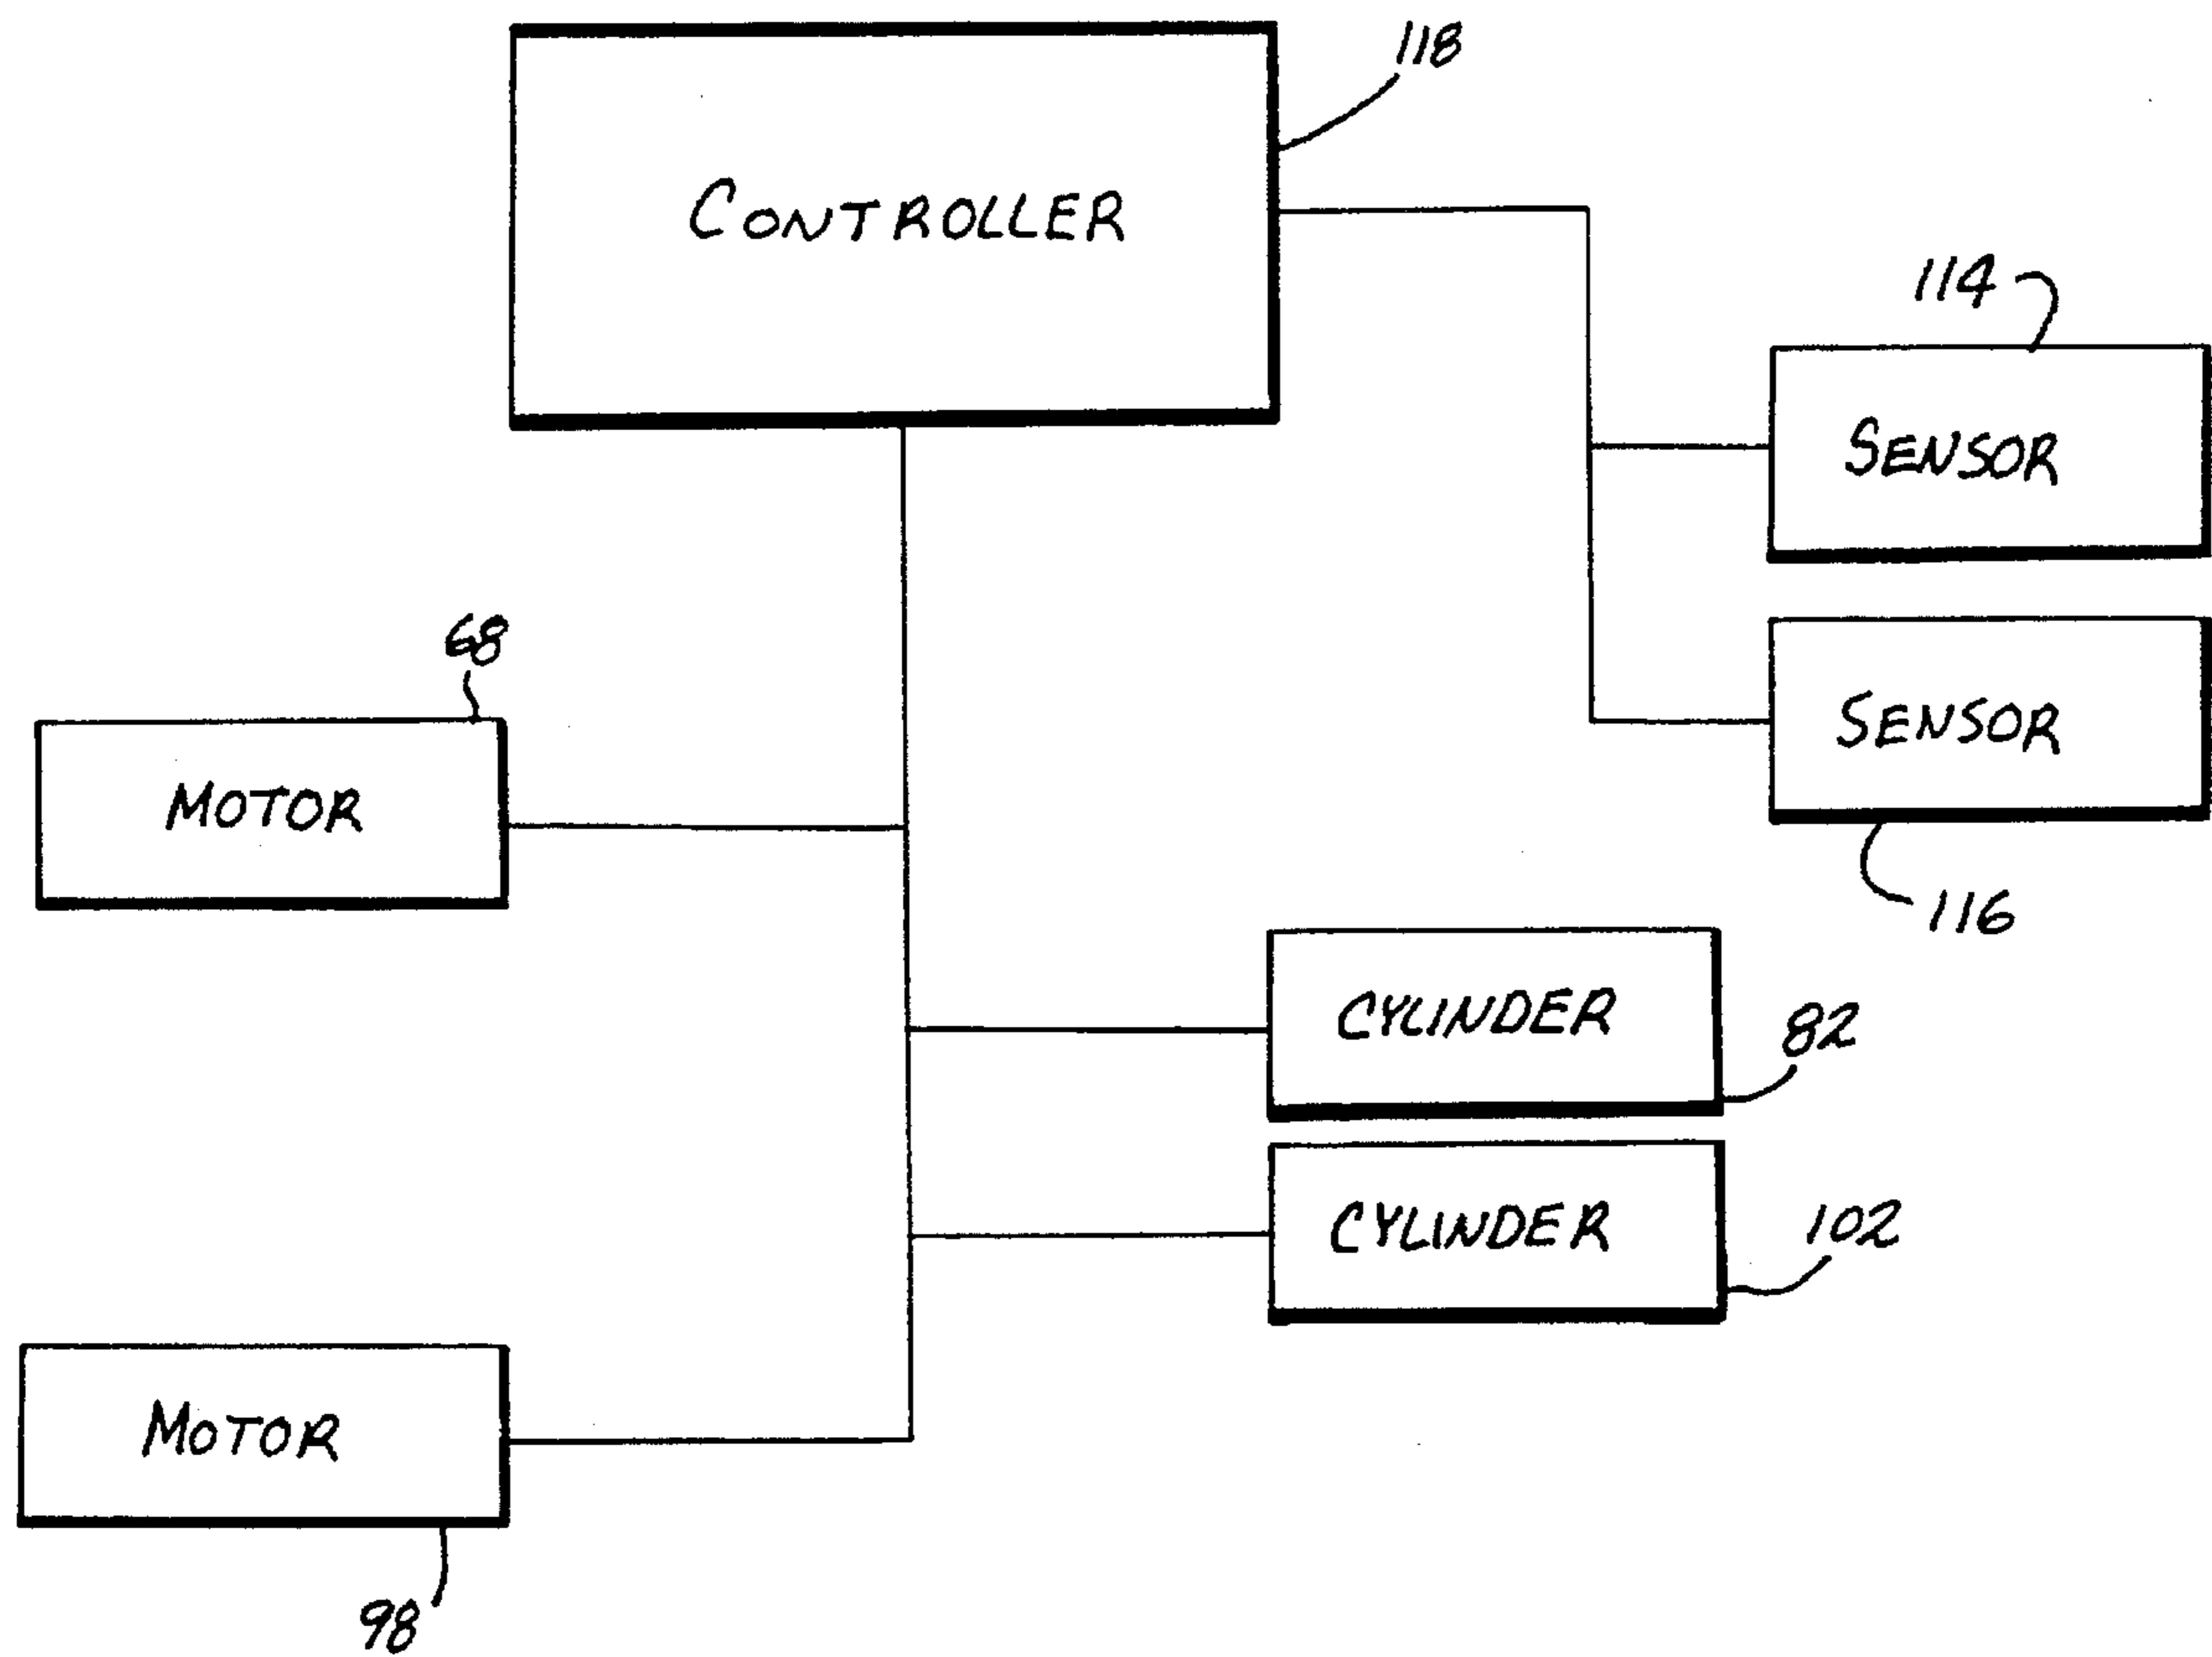 118
CONTROLLER
114
SENSOR
68
SENSOR
MOTOR
116
CYLINDER
82
CYLINDER
102
MOTOR
98